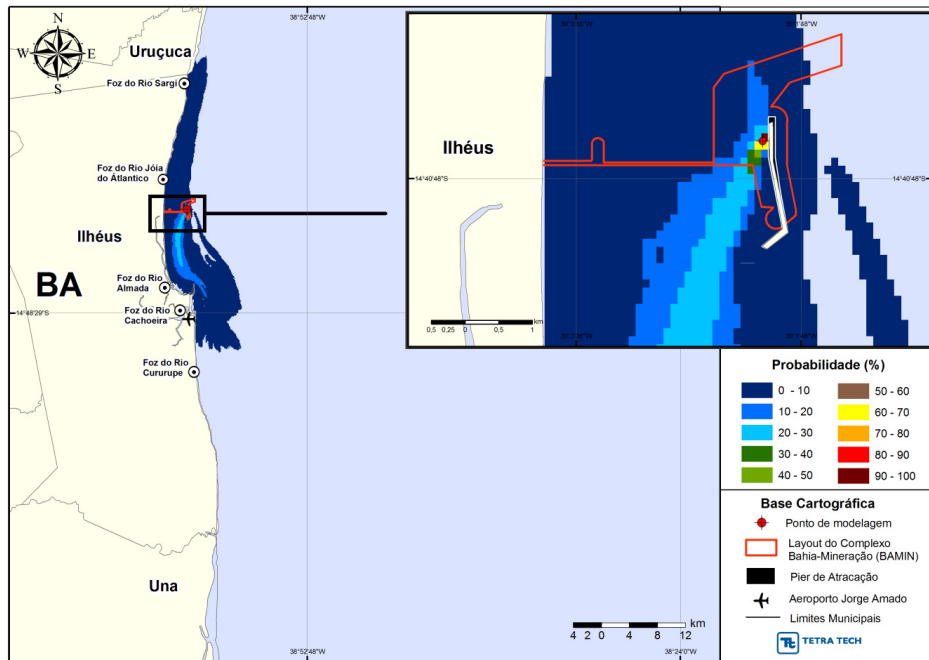 38°52'48"W
N
W
E
S
Uruçuca
Foz do Rio Sargi
Foz do Rio Jóia
do Atlantico
Ilhéus
BA
Foz do Rio
Almada
Foz do Rio
Cachoeira
14°48'29"S
Foz do Rio
Cururupe
Una
km
4 2 0 4 8 12
38°52'48"W
38°24'0"W
Ilhéus
14°40'48"S
14°40'48"S
0,5 0,25 0 0,5 1
km
Probabilidade (%)
0 - 10
10 - 20
20 - 30
30 - 40
40 - 50
50 - 60
60 - 70
70 - 80
80 - 90
90 - 100
Base Cartográfica
Ponto de modelagem
Layout do Complexo
Bahia-Mineração (BAMIN)
Pier de Atracação
Aeroporto Jorge Amado
Limites Municipais
Tt TETRA TECH